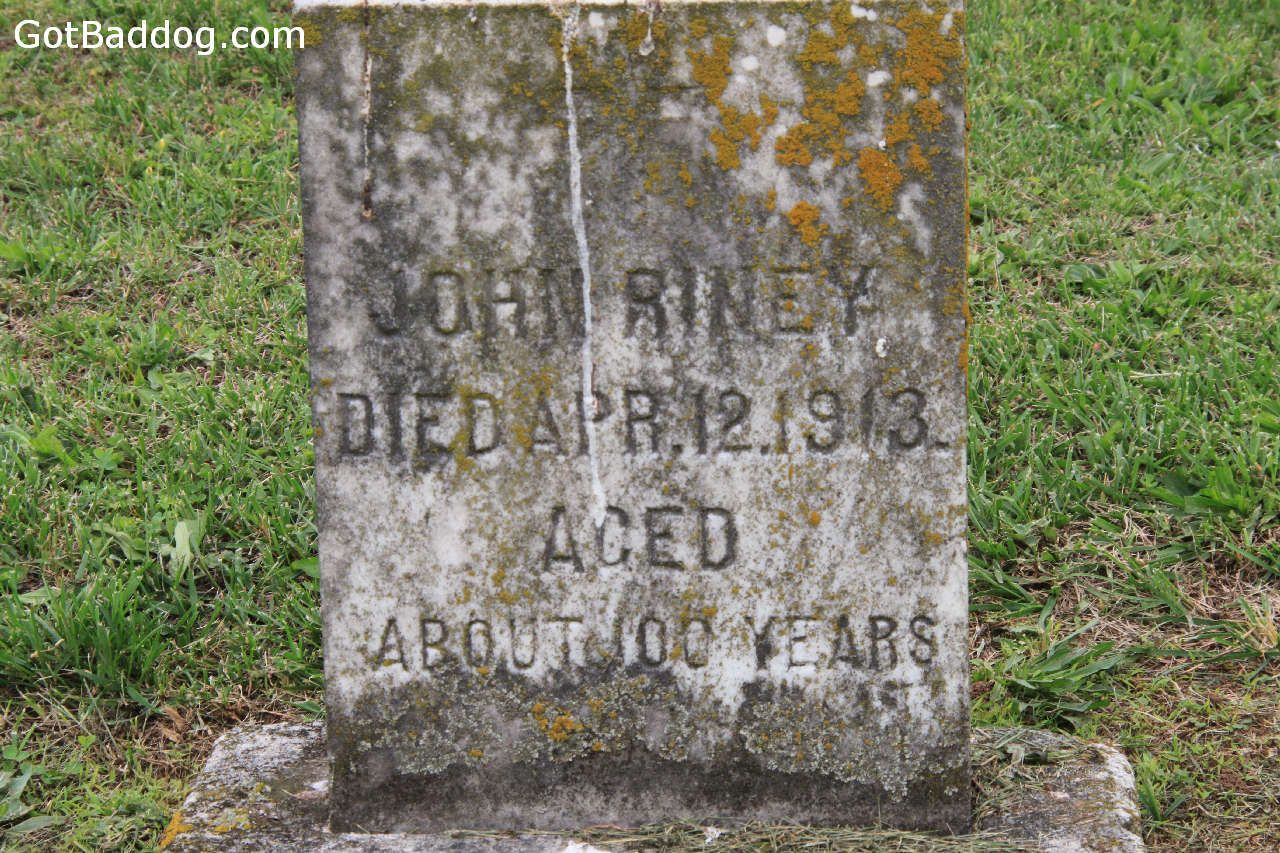 GotBaddog.com
JOHN RINEY
DIED APR.12.1913.
AGED
ABOUT 100 YEARS